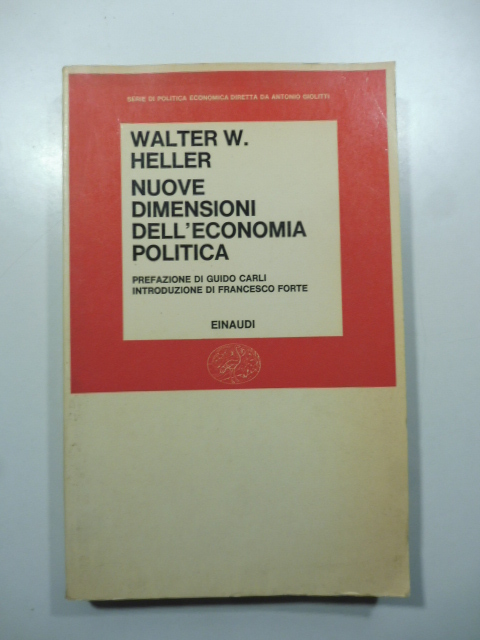 SERIE DI POLITICA ECONOMICA DIRETTA DA ANTONIO GIOLITTI
WALTER W.
HELLER
NUOVE
DIMENSIONI
DELL'ECONOMIA
POLITICA
PREFAZIONE DI GUIDO CARLI
INTRODUZIONE DI FRANCESCO FORTE
EINAUDI